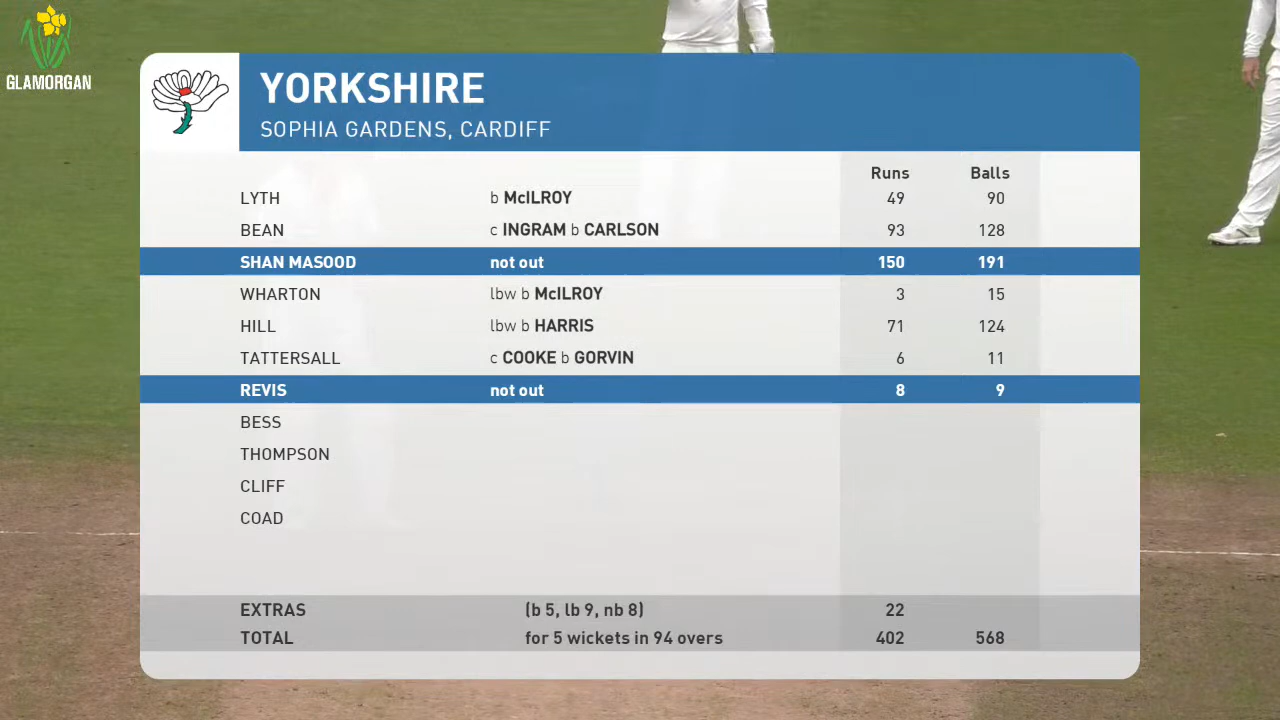 GLAMORGAN
YORKSHIRE
SOPHIA GARDENS, CARDIFF
Runs Balls
LYTH b McILROY 49 90
BEAN c INGRAM b CARLSON 93 128
SHAN MASOOD not out 150 191
WHARTON lbw b McILROY 3 15
HILL lbw b HARRIS 71 124
TATTERSALL c COOKE b GORVIN 6 11
REVIS not out 8 9
BESS
THOMPSON
CLIFF
COAD
EXTRAS (b 5, lb 9, nb 8) 22
TOTAL for 5 wickets in 94 overs 402 568